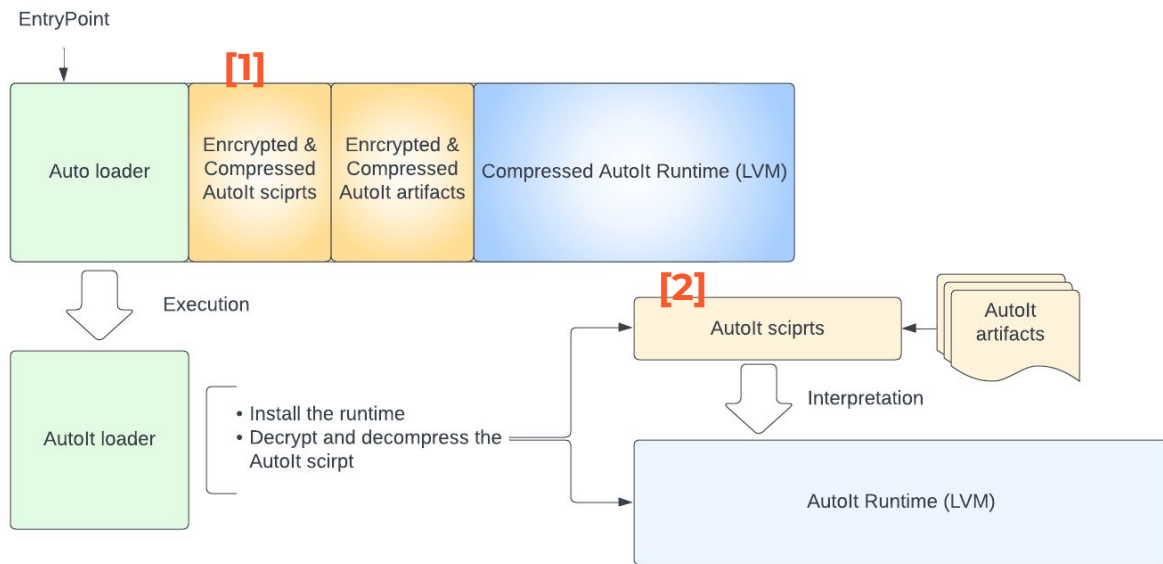 EntryPoint
[1]
Auto loader
Enrcrypted &
Compressed
AutoIt sciprts
Enrcrypted &
Compressed
AutoIt artifacts
Compressed AutoIt Runtime (LVM)
Execution
[2]
AutoIt sciprts
AutoIt
artifacts
Interpretation
AutoIt loader
• Install the runtime
• Decrypt and decompress the
AutoIt scirpt
AutoIt Runtime (LVM)